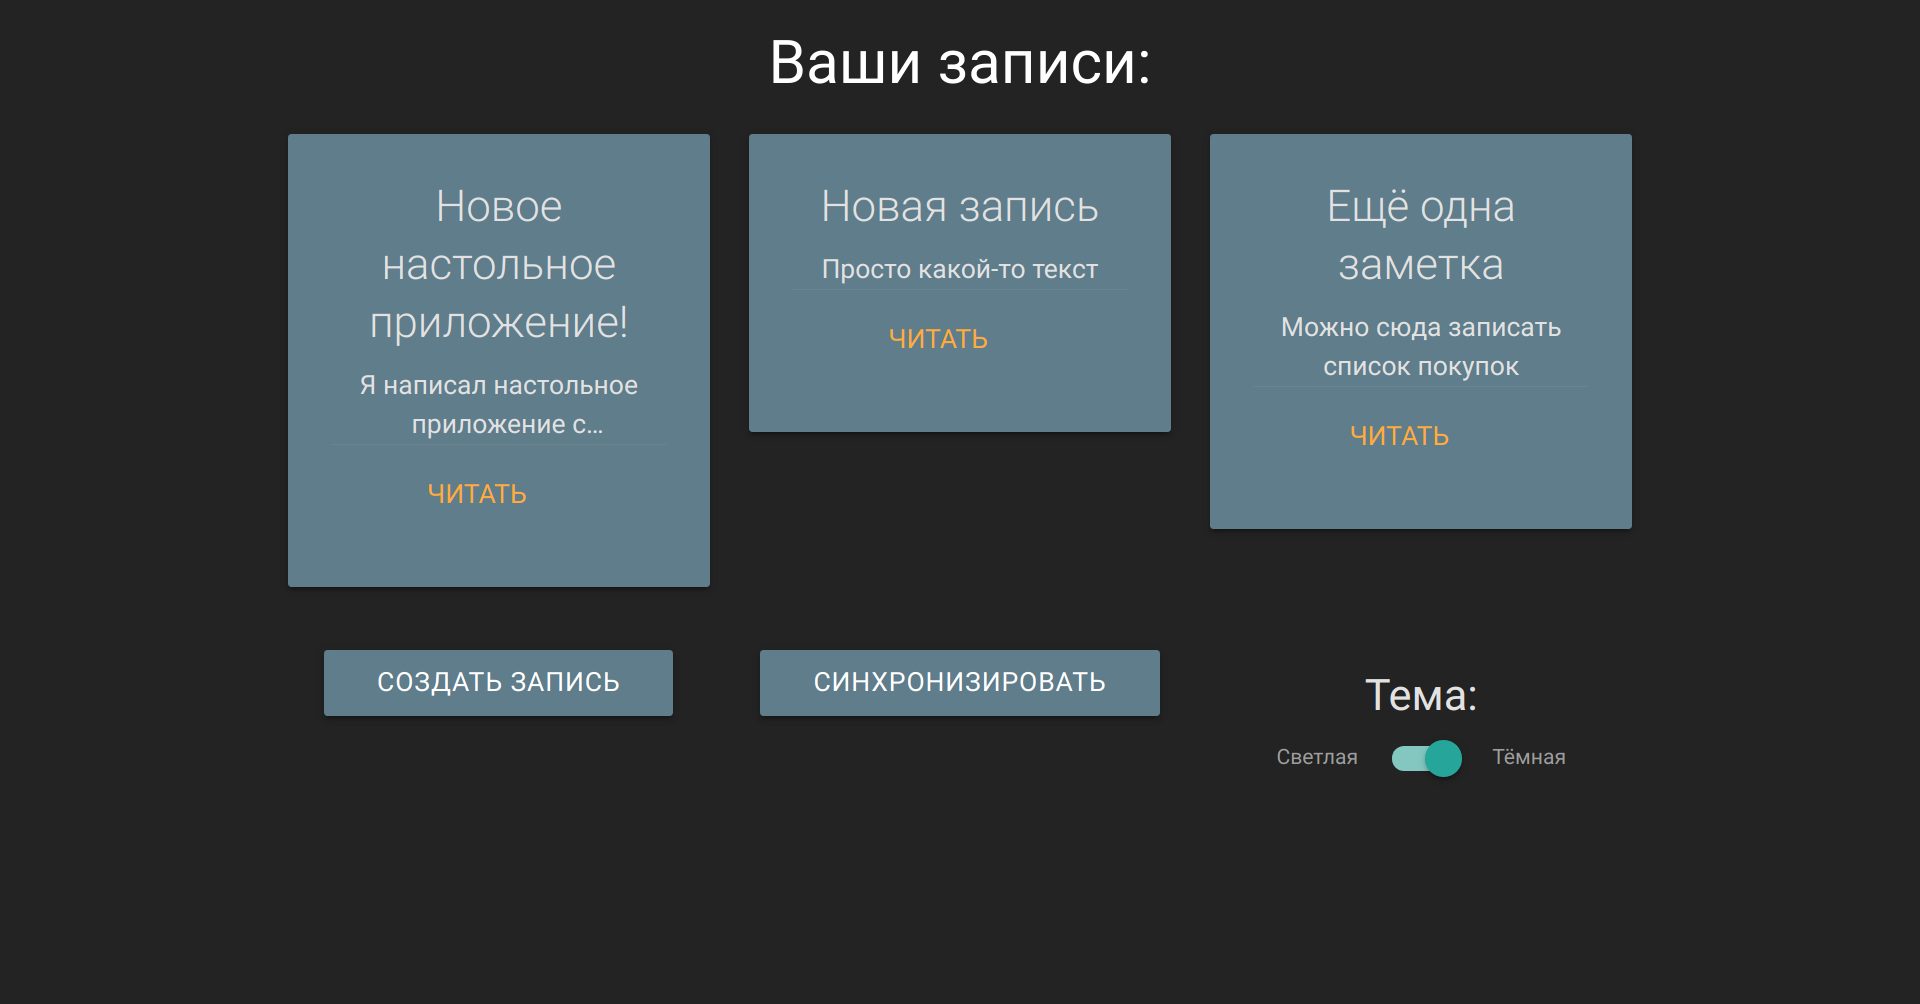 Ваши записи:
Новое
настольное
приложение!
Я написал настольное
приложение с...
ЧИТАТЬ
Новая запись
Просто какой-то текст
ЧИТАТЬ
Ещё одна
заметка
Можно сюда записать
список покупок
ЧИТАТЬ
СОЗДАТЬ ЗАПИСЬ
СИНХРОНИЗИРОВАТЬ
Тема:
Светлая Тёмная